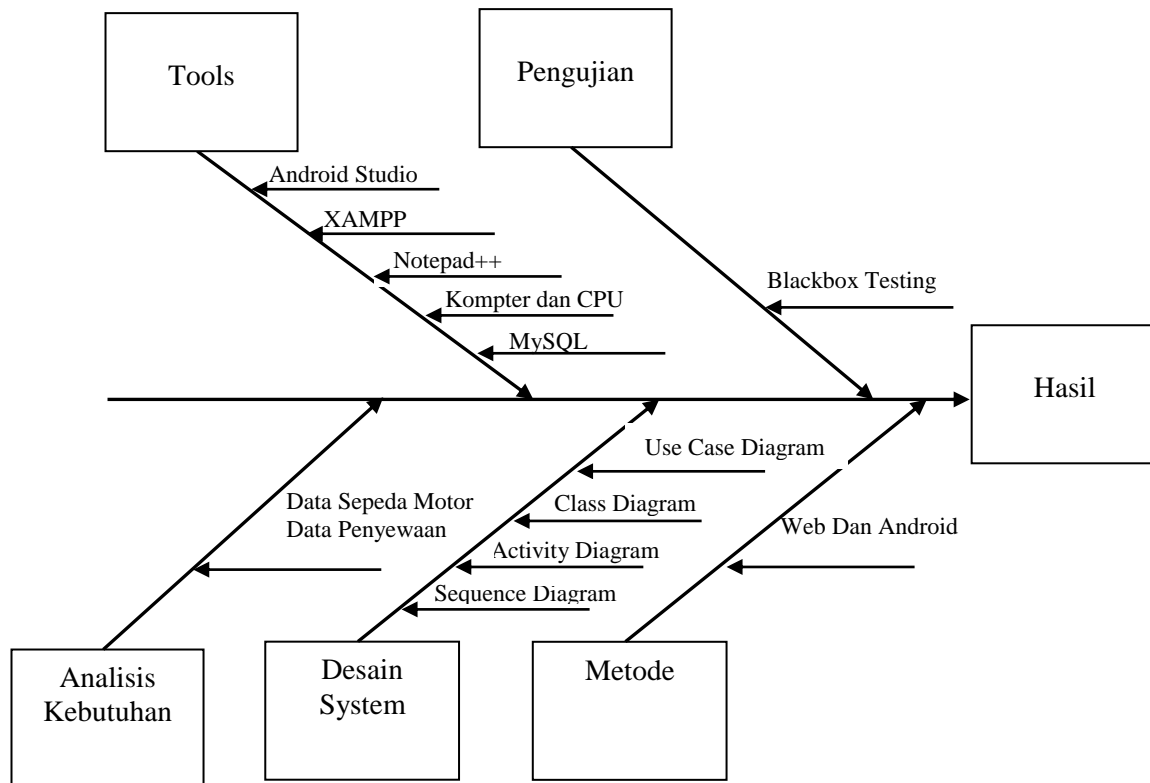 Tools
Pengujian
Android Studio
XAMPP
Notepad++
Kompter dan CPU
MySQL
Blackbox Testing
Hasil
Use Case Diagram
Data Sepeda Motor
Data Penyewaan
Class Diagram
Web Dan Android
Activity Diagram
Sequence Diagram
Analisis
Kebutuhan
Desain
System
Metode